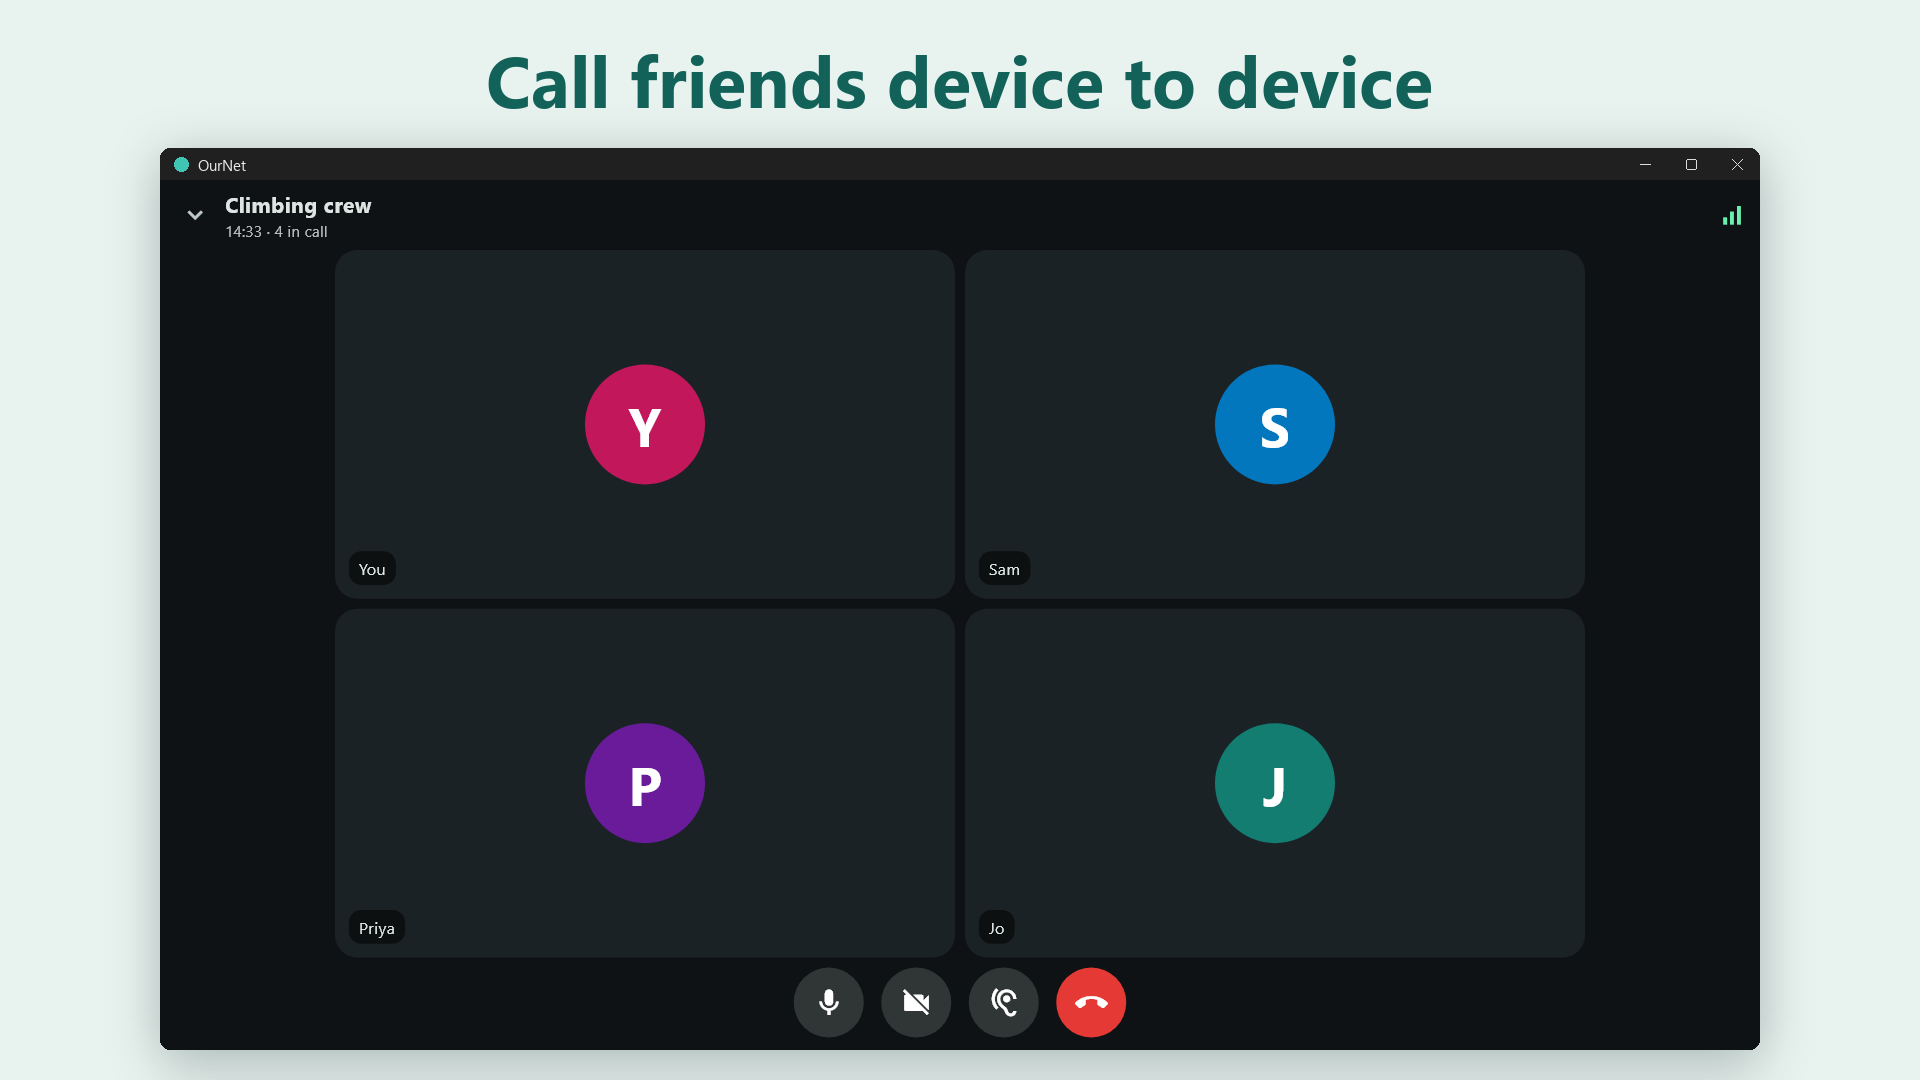 Call friends device to device
OurNet
Climbing crew
14:33 · 4 in call
Y
S
You
Sam
P
J
Priya
Jo